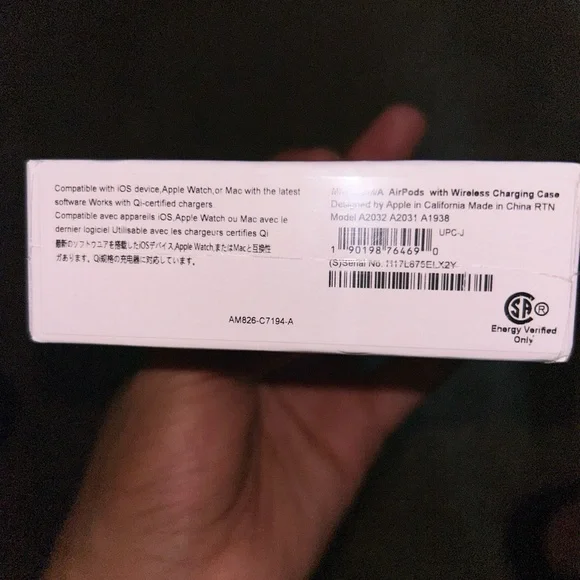 Compatible with iOS device,Apple Watch,or Mac with the latest
software Works with Qi-certified chargers
Compatible avec appareils iOS,Apple Watch ou Mac avec le
dernier logiciel Utilisable avec les chargeurs certifies Qi
最新のソフトウエアを搭載したiOSデバイス,Apple Watch,またはMacと互換性
があります。Qi規格の充電器に対応しています。
AM826-C7194-A
AirPods with Wireless Charging Case
Designed by Apple in California Made in China RTN
Model A2032 A2031 A1938
UPC-J
1 90198 76469 0
(S)Serial No.
CSA ®
Energy Verified
Only